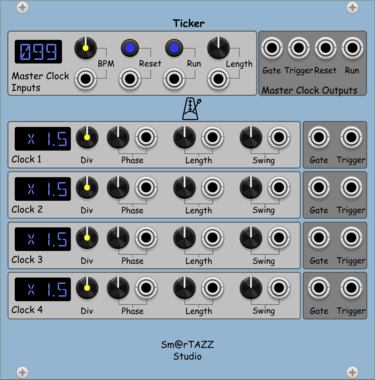 Ticker
099
BPM
Reset
Run
Length
Master Clock
Inputs
Gate Trigger Reset Run
Master Clock Outputs
x 1.5
Clock 1
Div
Phase
Length
Swing
Gate
Trigger
x 1.5
Clock 2
Div
Phase
Length
Swing
Gate
Trigger
x 1.5
Clock 3
Div
Phase
Length
Swing
Gate
Trigger
x 1.5
Clock 4
Div
Phase
Length
Swing
Gate
Trigger
Sm@rTAZZ
Studio